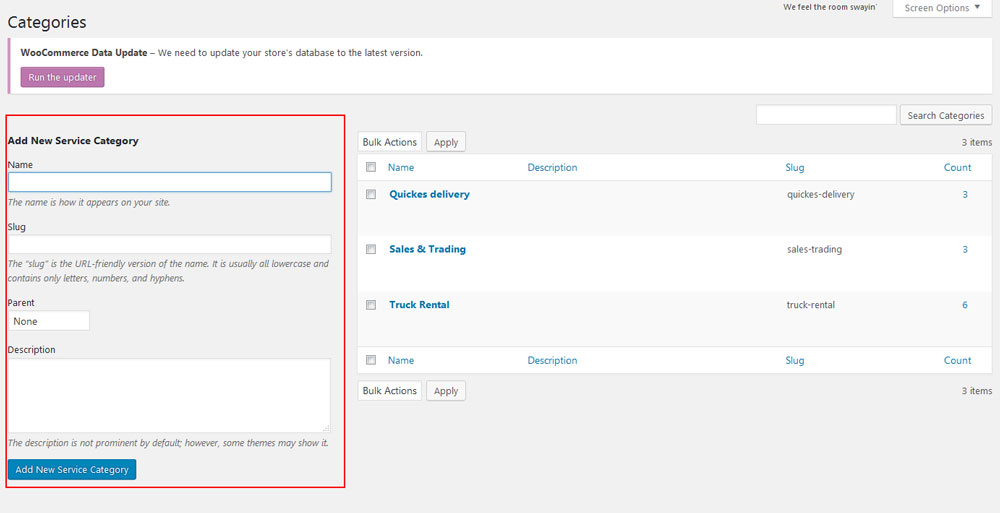 We feel the room swayin'
Screen Options
Categories
WooCommerce Data Update – We need to update your store's database to the latest version.
Run the updater
Search Categories
Add New Service Category
Name
The name is how it appears on your site.
Slug
The “slug” is the URL-friendly version of the name. It is usually all lowercase and
contains only letters, numbers, and hyphens.
Parent
None
Description
The description is not prominent by default; however, some themes may show it.
Add New Service Category
Bulk Actions Apply 3 items
Name Description Slug Count
Quickes delivery quickes-delivery 3
Sales & Trading sales-trading 3
Truck Rental truck-rental 6
Name Description Slug Count
Bulk Actions Apply 3 items